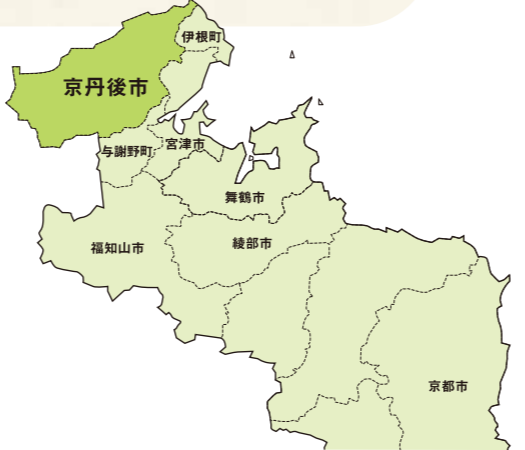 伊根町
京丹後市
宮津市
与謝野町
舞鶴市
綾部市
福知山市
京都市